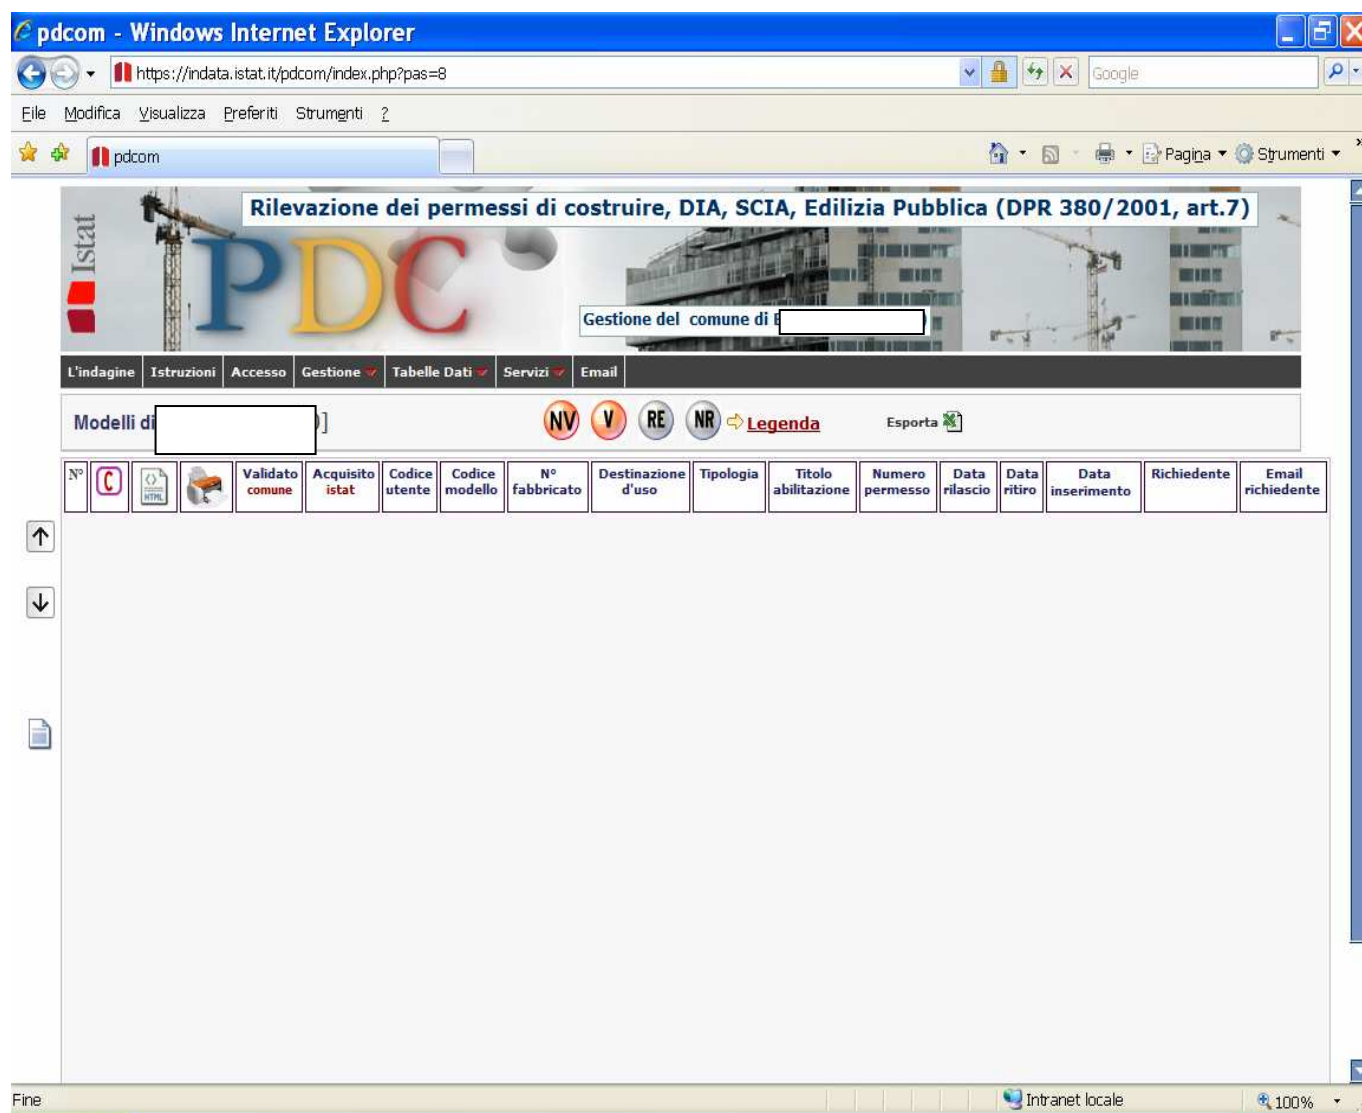 pdcom - Windows Internet Explorer
https://indata.istat.it/pdcom/index.php?pas=8
Google
File Modifica Visualizza Preferiti Strumenti ?
pdcom
Pagina Strumenti
Istat
Rilevazione dei permessi di costruire, DIA, SCIA, Edilizia Pubblica (DPR 380/2001, art.7)
PDC
Gestione del comune di
L'indagine Istruzioni Accesso Gestione Tabelle Dati Servizi Email
Modelli di ]
NV V RE NR Legenda Esporta
N° C HTML Validato comune Acquisito istat Codice utente Codice modello N° fabbricato Destinazione d'uso Tipologia Titolo abilitazione Numero permesso Data rilascio Data ritiro Data inserimento Richiedente Email richiedente
Fine Intranet locale 100%